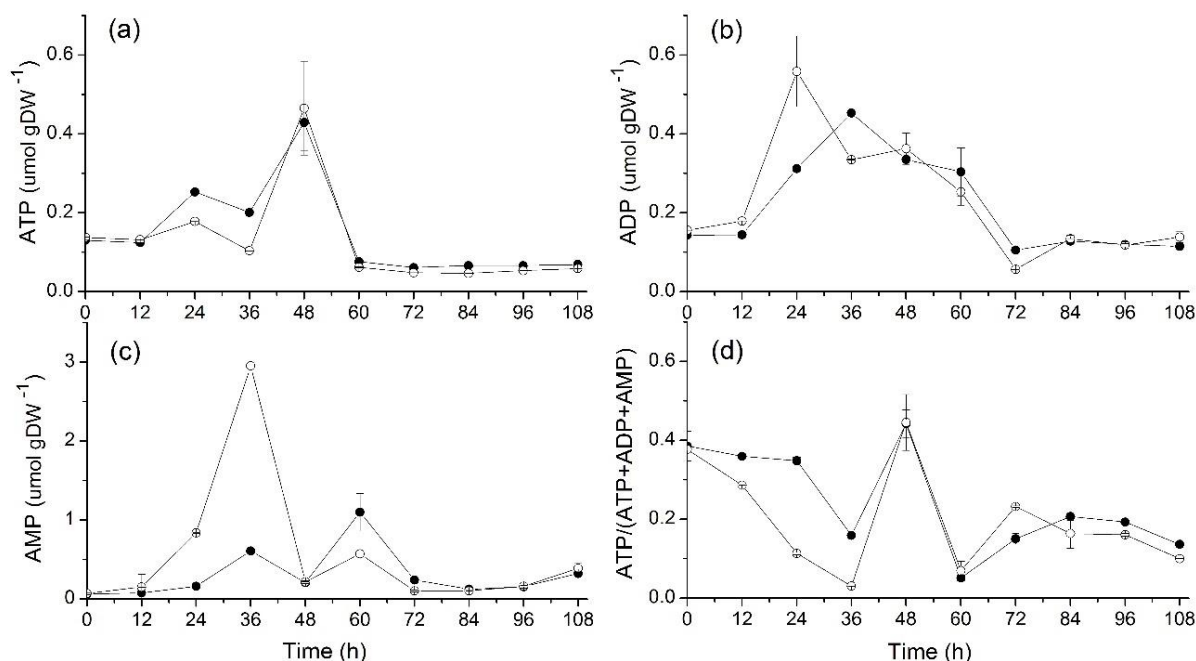 (a)
ATP (umol gDW⁻¹)
0.6
0.4
0.2
0.0
0 12 24 36 48 60 72 84 96 108
(b)
ADP (umol gDW⁻¹)
0.6
0.4
0.2
0.0
0 12 24 36 48 60 72 84 96 108
(c)
AMP (umol gDW⁻¹)
3
2
1
0
0 12 24 36 48 60 72 84 96 108
Time (h)
(d)
ATP/(ATP+ADP+AMP)
0.6
0.4
0.2
0.0
0 12 24 36 48 60 72 84 96 108
Time (h)